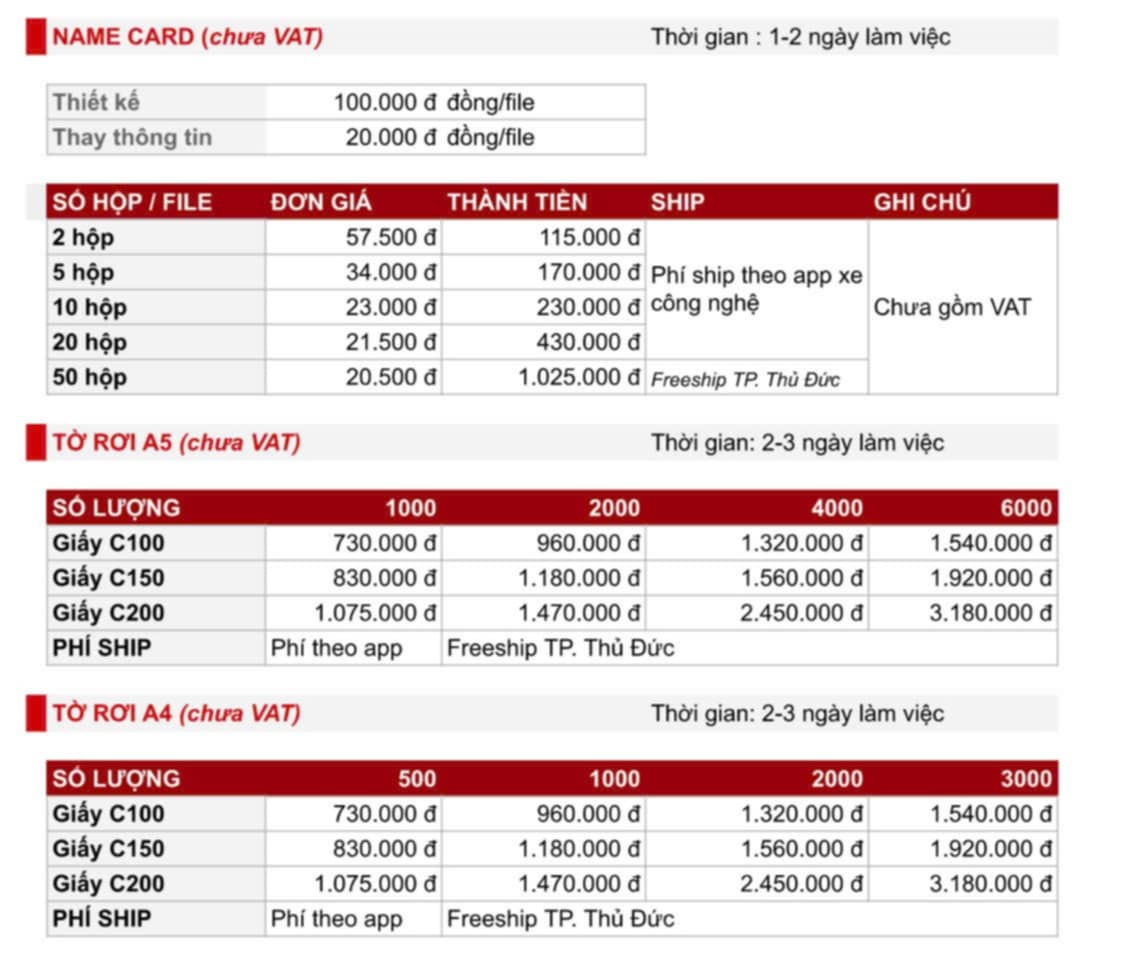 NAME CARD (chưa VAT) Thời gian : 1-2 ngày làm việc
Thiết kế 100.000 đ đồng/file
Thay thông tin 20.000 đ đồng/file
SỐ HỘP / FILE ĐƠN GIÁ THÀNH TIỀN SHIP GHI CHÚ
2 hộp 57.500 đ 115.000 đ
5 hộp 34.000 đ 170.000 đ
10 hộp 23.000 đ 230.000 đ
20 hộp 21.500 đ 430.000 đ
Phí ship theo app xe
công nghệ
Chưa gồm VAT
50 hộp 20.500 đ 1.025.000 đ Freeship TP. Thủ Đức
TỜ RƠI A5 (chưa VAT) Thời gian: 2-3 ngày làm việc
SỐ LƯỢNG 1000 2000 4000 6000
Giấy C100 730.000 đ 960.000 đ 1.320.000 đ 1.540.000 đ
Giấy C150 830.000 đ 1.180.000 đ 1.560.000 đ 1.920.000 đ
Giấy C200 1.075.000 đ 1.470.000 đ 2.450.000 đ 3.180.000 đ
PHÍ SHIP Phí theo app Freeship TP. Thủ Đức
TỜ RƠI A4 (chưa VAT) Thời gian: 2-3 ngày làm việc
SỐ LƯỢNG 500 1000 2000 3000
Giấy C100 730.000 đ 960.000 đ 1.320.000 đ 1.540.000 đ
Giấy C150 830.000 đ 1.180.000 đ 1.560.000 đ 1.920.000 đ
Giấy C200 1.075.000 đ 1.470.000 đ 2.450.000 đ 3.180.000 đ
PHÍ SHIP Phí theo app Freeship TP. Thủ Đức